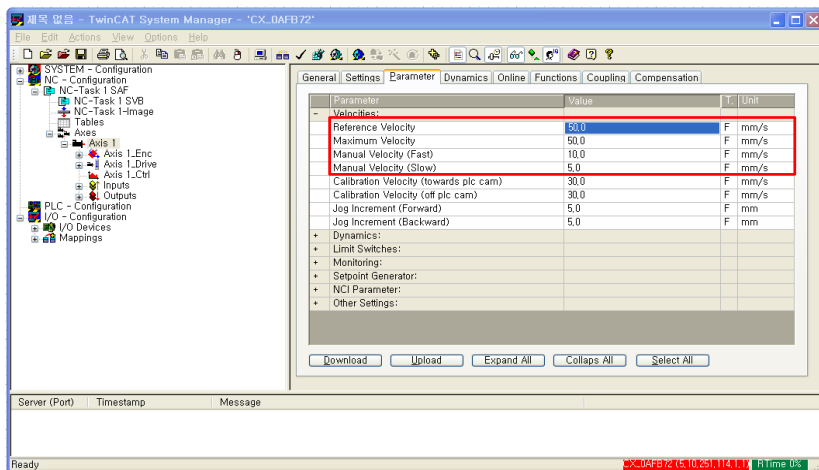 제목 없음 - TwinCAT System Manager - 'CX_0AFB72'
File Edit Actions View Options Help
SYSTEM - Configuration
NC - Configuration
NC-Task 1 SAF
NC-Task 1 SVB
NC-Task 1-Image
Tables
Axes
Axis 1
Axis 1_Enc
Axis 1_Drive
Axis 1_Ctrl
Inputs
Outputs
PLC - Configuration
I/O - Configuration
I/O Devices
Mappings
General Settings Parameter Dynamics Online Functions Coupling Compensation
Parameter Value T. Unit
- Velocities:
Reference Velocity 50.0 F mm/s
Maximum Velocity 50.0 F mm/s
Manual Velocity (Fast) 10.0 F mm/s
Manual Velocity (Slow) 5.0 F mm/s
Calibration Velocity (towards plc cam) 30.0 F mm/s
Calibration Velocity (off plc cam) 30.0 F mm/s
Jog Increment (Forward) 5.0 F mm
Jog Increment (Backward) 5.0 F mm
+ Dynamics:
+ Limit Switches:
+ Monitoring:
+ Setpoint Generator:
+ NCI Parameter:
+ Other Settings:
Download Upload Expand All Collaps All Select All
Server (Port) Timestamp Message
Ready CX_0AFB72 (5.10.251.114.1.1) RTime 0%